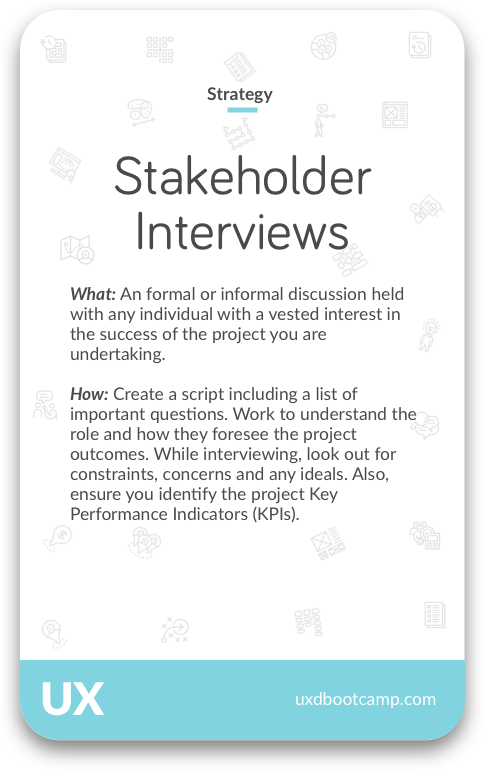 Strategy
Stakeholder
Interviews
What: An formal or informal discussion held
with any individual with a vested interest in
the success of the project you are
undertaking.
How: Create a script including a list of
important questions. Work to understand the
role and how they foresee the project
outcomes. While interviewing, look out for
constraints, concerns and any ideals. Also,
ensure you identify the project Key
Performance Indicators (KPIs).
UX
uxdbootcamp.com